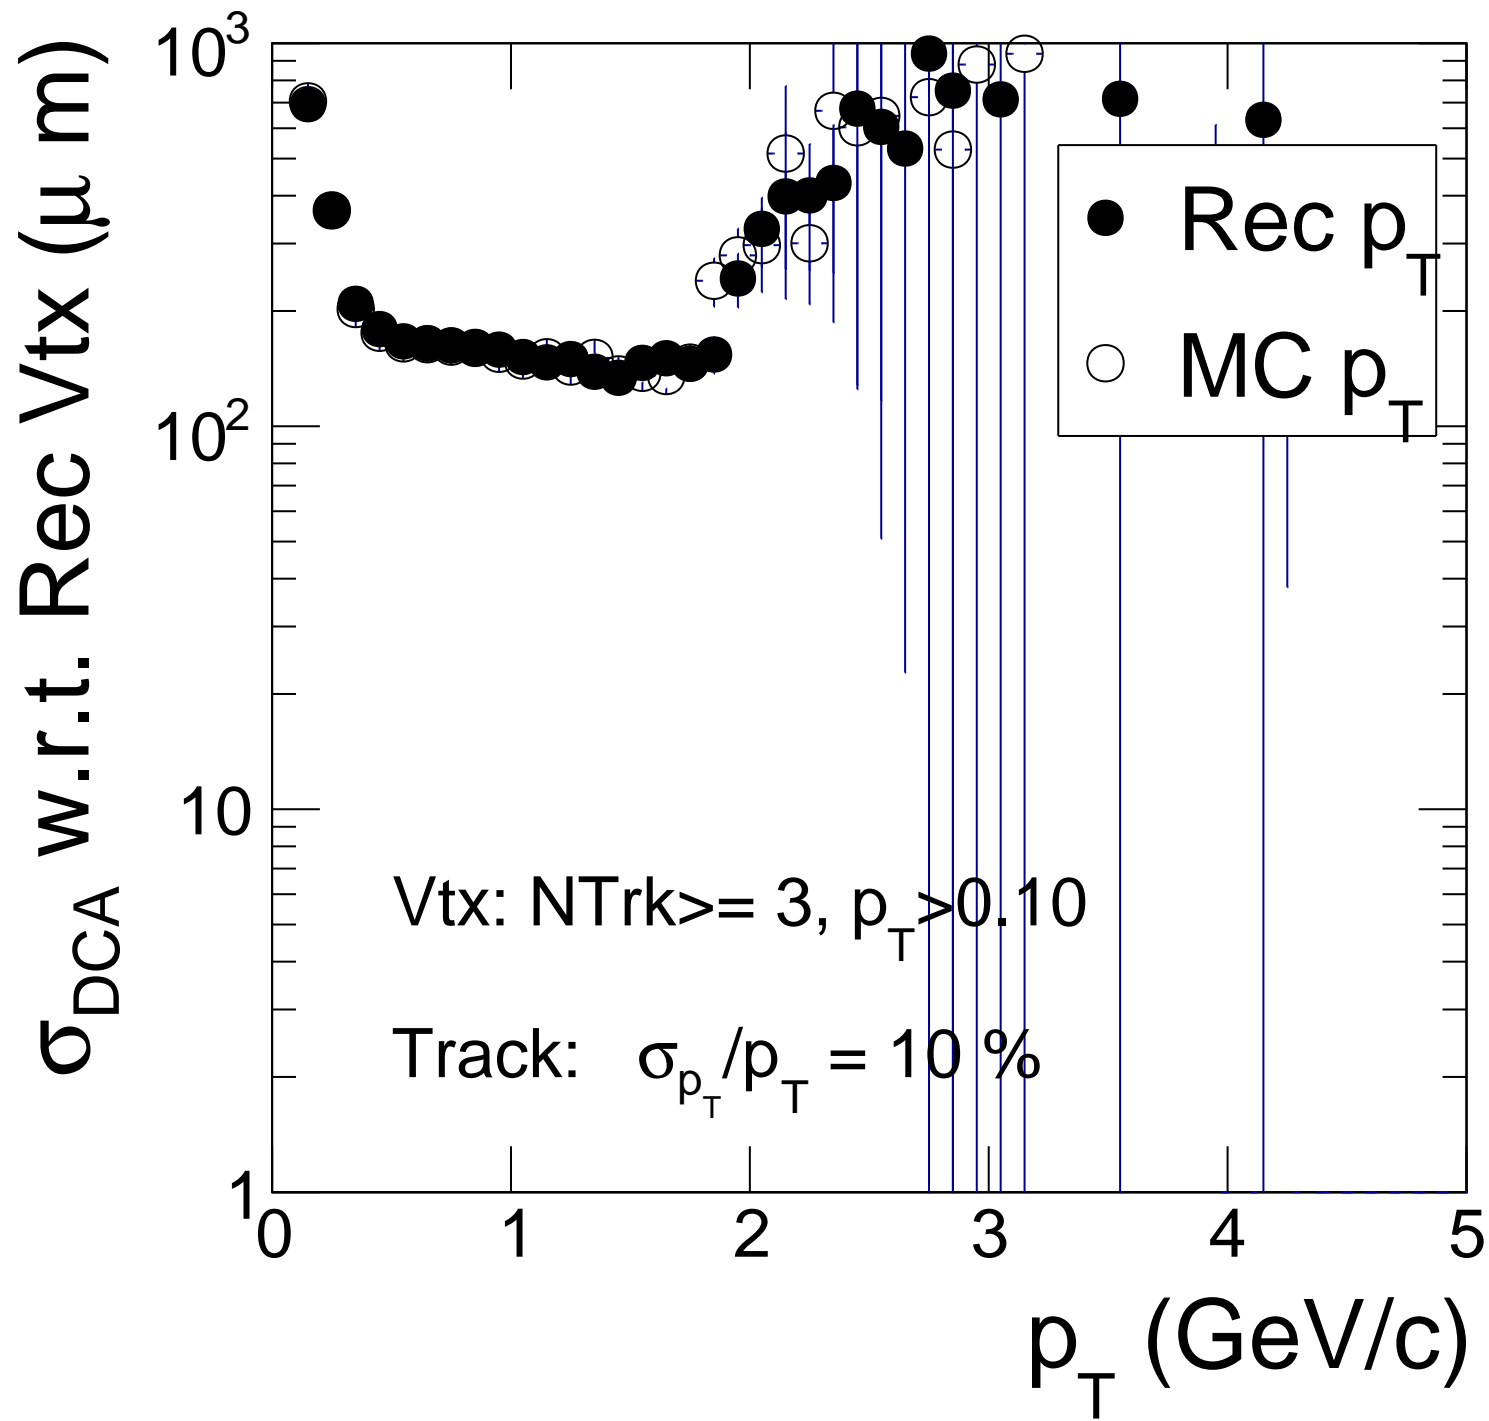 σDCA w.r.t. Rec Vtx (μ m)
10³
10²
10
1
Rec pT
MC pT
Vtx: NTrk>= 3, pT>0.10
Track: σpT/pT = 10 %
0 1 2 3 4 5
pT (GeV/c)